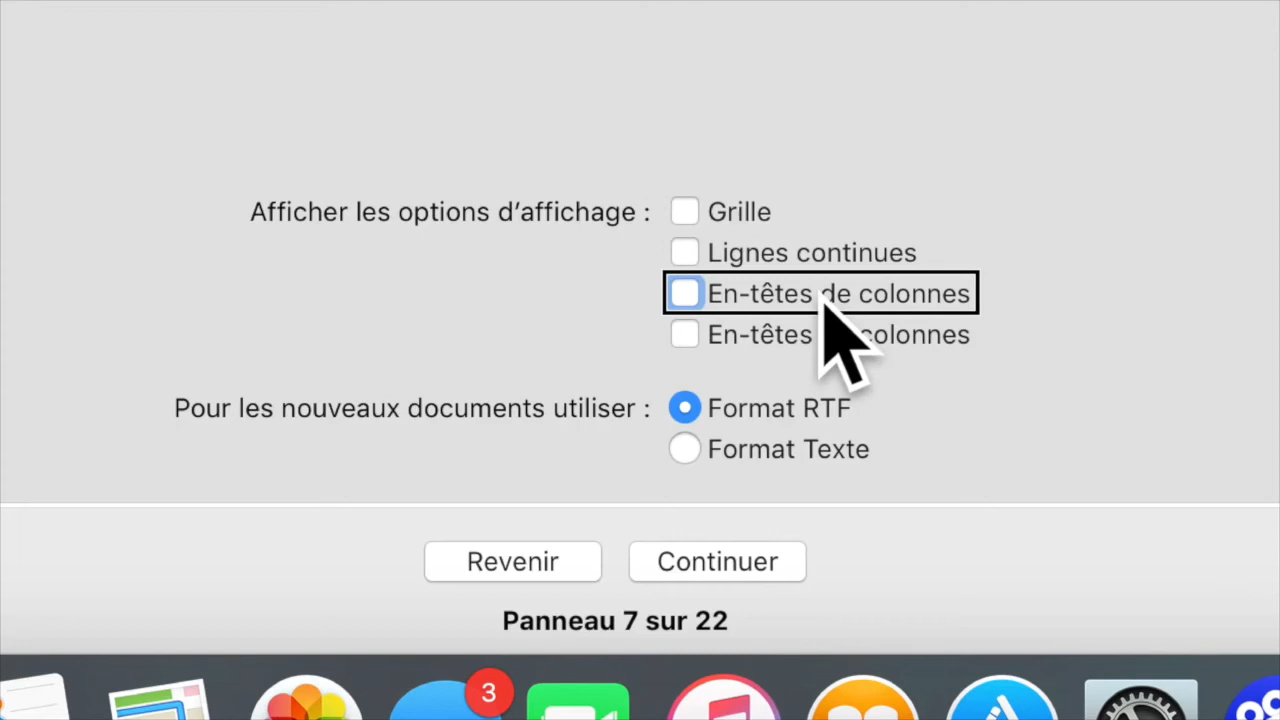 Afficher les options d’affichage :
Grille
Lignes continues
En-têtes de colonnes
En-têtes colonnes
Pour les nouveaux documents utiliser :
Format RTF
Format Texte
Revenir
Continuer
Panneau 7 sur 22
3